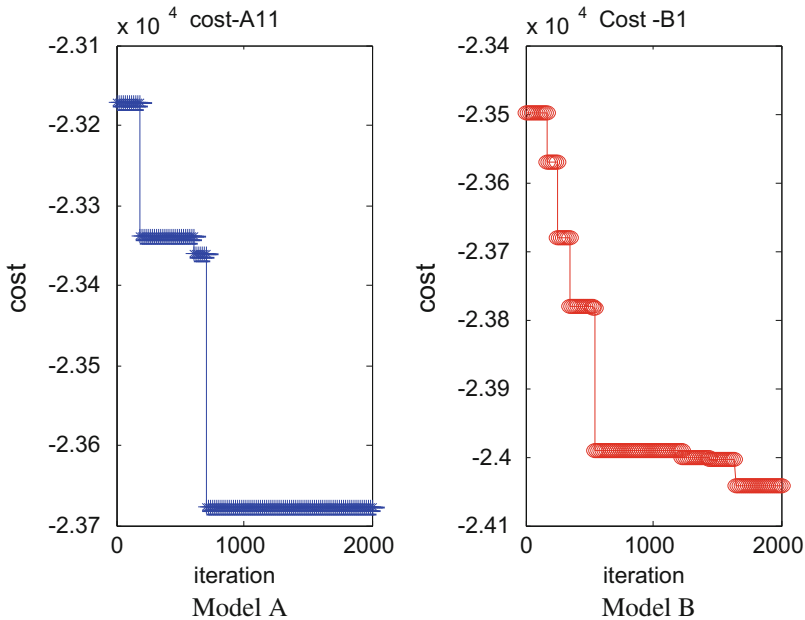 x 10 4 cost-A11
-2.31
-2.32
-2.33
-2.34
-2.35
-2.36
-2.37
cost
0 1000 2000
iteration
Model A
x 10 4 Cost -B1
-2.34
-2.35
-2.36
-2.37
-2.38
-2.39
-2.4
-2.41
cost
0 1000 2000
iteration
Model B